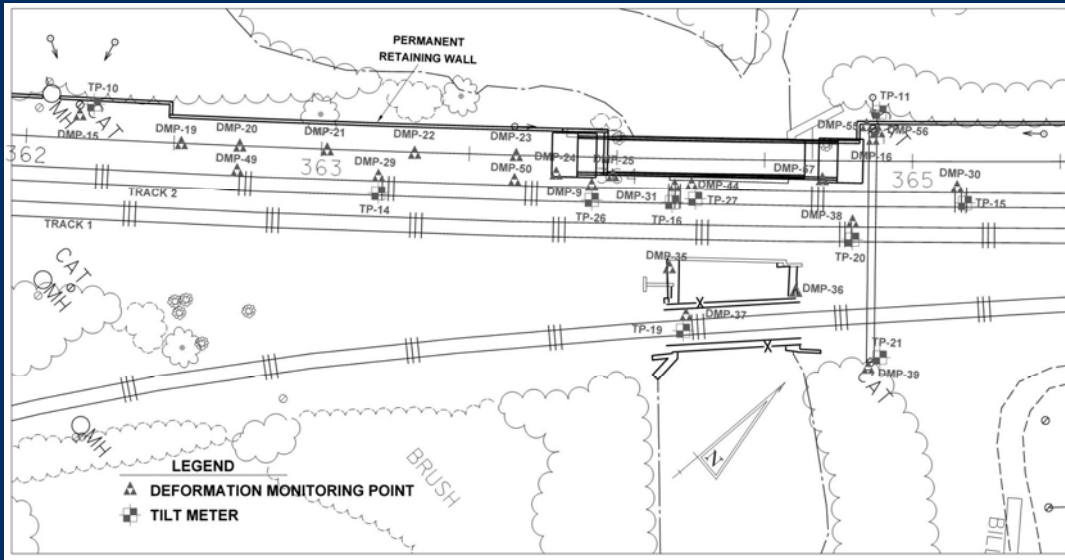 PERMANENT
RETAINING WALL
TP-10
MH
CAT
DMP-15
DMP-19
DMP-20
DMP-21
DMP-22
DMP-23
TP-11
DMP-55
DMP-56
DMP-16
362
DMP-49
363
DMP-29
DMP-50
DMP-24
DMP-25
DMP-57
365
DMP-30
TRACK 2
TP-14
DMP-9
DMP-31
DMP-44
TP-26
TP-16
TP-27
TP-15
TRACK 1
DMP-38
TP-20
CAT
MH
DMP-35
DMP-36
X
DMP-37
TP-19
X
TP-21
DMP-39
CAT
MH
N
BRUSH
LEGEND
DEFORMATION MONITORING POINT
TILT METER